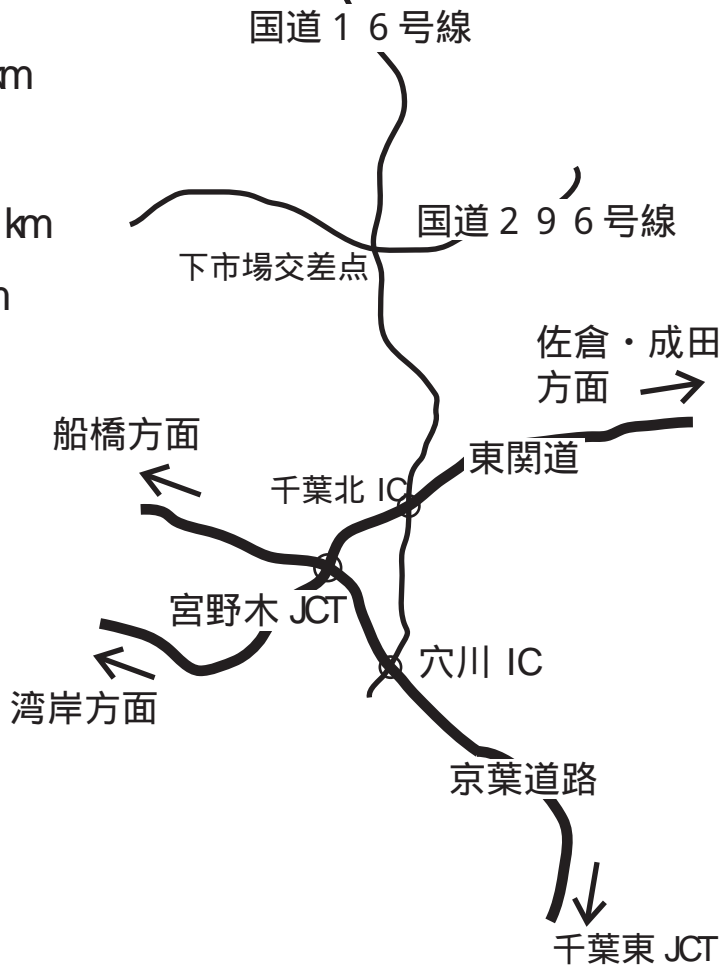 国道１６号線
km
km
国道２９６号線
下市場交差点
佐倉・成田
方面
船橋方面
東関道
千葉北 IC
宮野木 JCT
穴川 IC
湾岸方面
京葉道路
千葉東 JCT